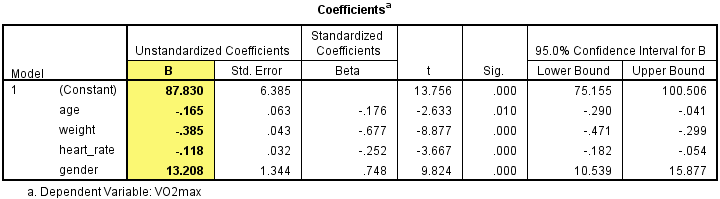 Coefficientsa
Model Unstandardized Coefficients Standardized Coefficients t Sig. 95.0% Confidence Interval for B
B Std. Error Beta Lower Bound Upper Bound
1 (Constant) 87.830 6.385 13.756 .000 75.155 100.506
age -.165 .063 -.176 -2.633 .010 -.290 -.041
weight -.385 .043 -.677 -8.877 .000 -.471 -.299
heart_rate -.118 .032 -.252 -3.667 .000 -.182 -.054
gender 13.208 1.344 .748 9.824 .000 10.539 15.877
a. Dependent Variable: VO2max